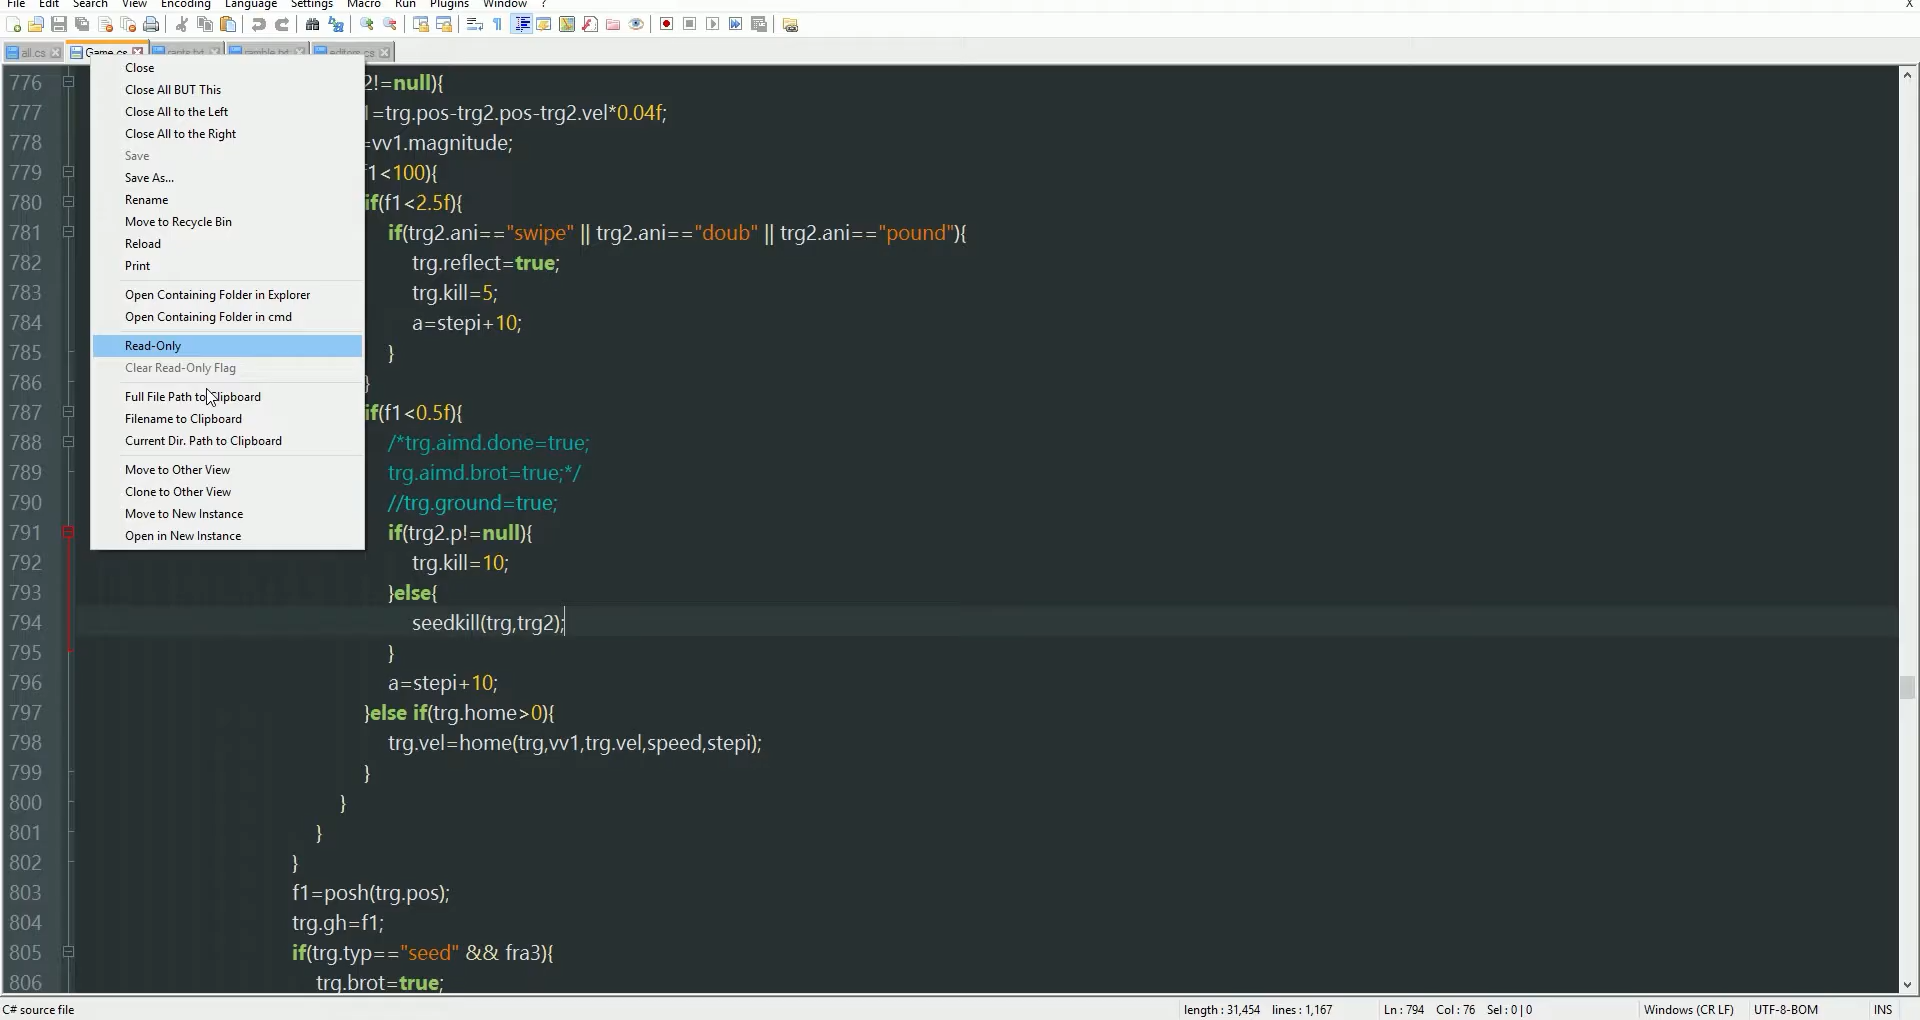 File Edit Search View Encoding Language Settings Macro Run Plugins Window ?
X
all.cs Game.cs rants.txt ramble.txt editors.cs
Close
Close All BUT This
Close All to the Left
Close All to the Right
Save
Save As...
Rename
Move to Recycle Bin
Reload
Print
Open Containing Folder in Explorer
Open Containing Folder in cmd
Read-Only
Clear Read-Only Flag
Full File Path to Clipboard
Filename to Clipboard
Current Dir. Path to Clipboard
Move to Other View
Clone to Other View
Move to New Instance
Open in New Instance
776 2!=null){
777 =trg.pos-trg2.pos-trg2.vel*0.04f;
778 =vv1.magnitude;
779 f1<100){
780 if(f1<2.5f){
781 if(trg2.ani=="swipe" || trg2.ani=="doub" || trg2.ani=="pound"){
782 trg.reflect=true;
783 trg.kill=5;
784 a=stepi+10;
785 }
786 }
787 if(f1<0.5f){
788 /*trg.aimd.done=true;
789 trg.aimd.brot=true;*/
790 //trg.ground=true;
791 if(trg2.p!=null){
792 trg.kill=10;
793 }else{
794 seedkill(trg,trg2);
795 }
796 a=stepi+10;
797 }else if(trg.home>0){
798 trg.vel=home(trg,vv1,trg.vel,speed,stepi);
799 }
800 }
801 }
802 }
803 f1=posh(trg.pos);
804 trg.gh=f1;
805 if(trg.typ=="seed" && fra3){
806 trg.brot=true;
C# source file length : 31,454 lines : 1,167 Ln : 794 Col : 76 Sel : 0 | 0 Windows (CR LF) UTF-8-BOM INS